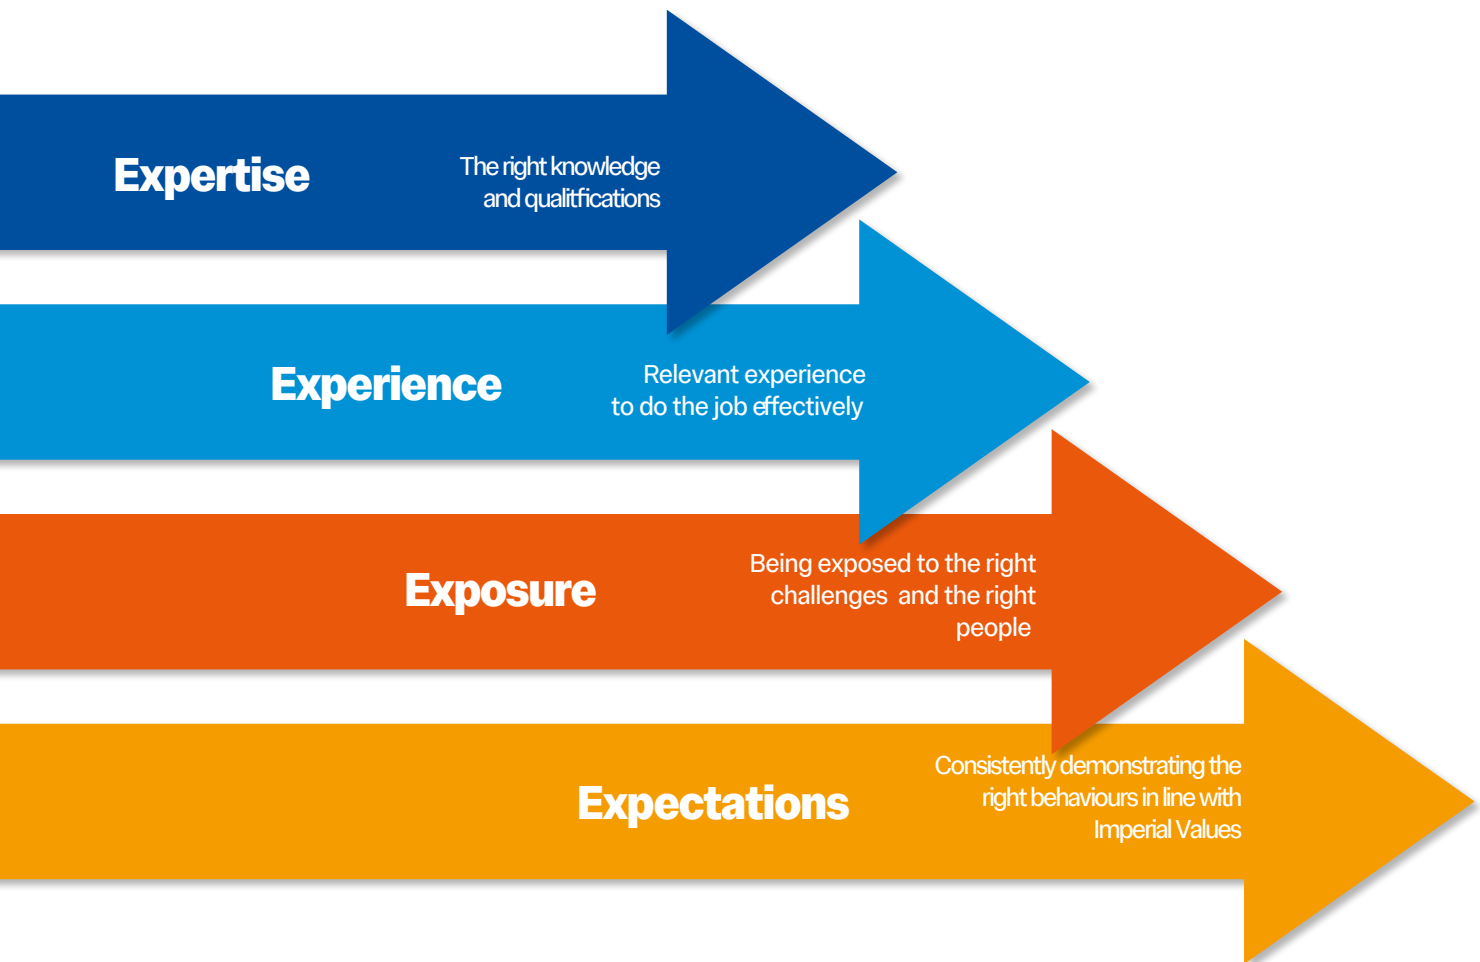 Expertise
The right knowledge
and qualitfications
Experience
Relevant experience
to do the job effectively
Exposure
Being exposed to the right
challenges and the right
people
Expectations
Consistently demonstrating the
right behaviours in line with
Imperial Values